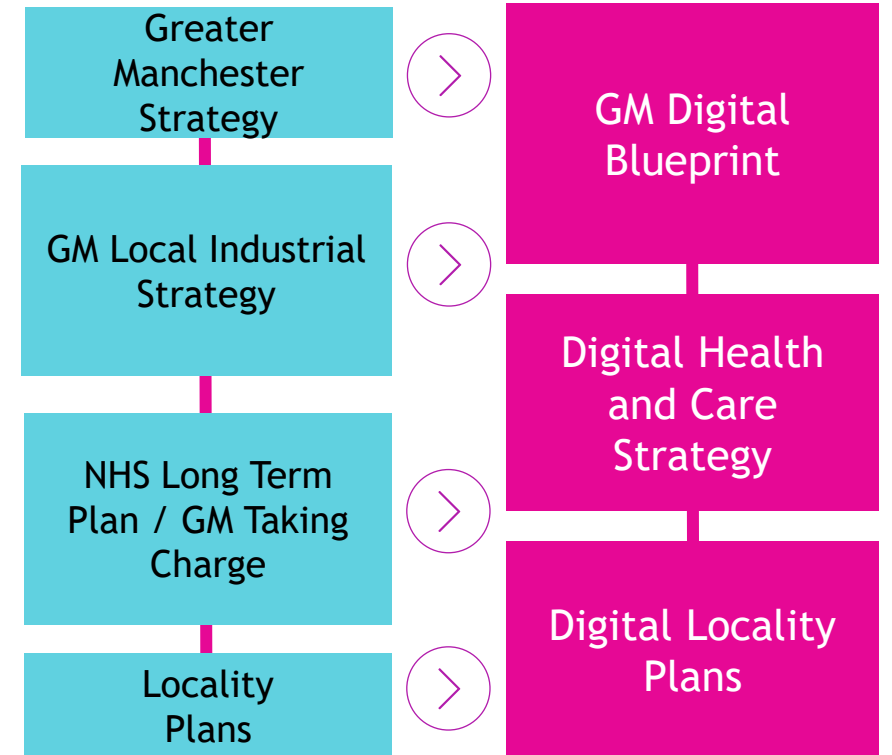 Greater
Manchester
Strategy
GM Local Industrial
Strategy
NHS Long Term
Plan / GM Taking
Charge
Locality
Plans
GM Digital
Blueprint
Digital Health
and Care
Strategy
Digital Locality
Plans